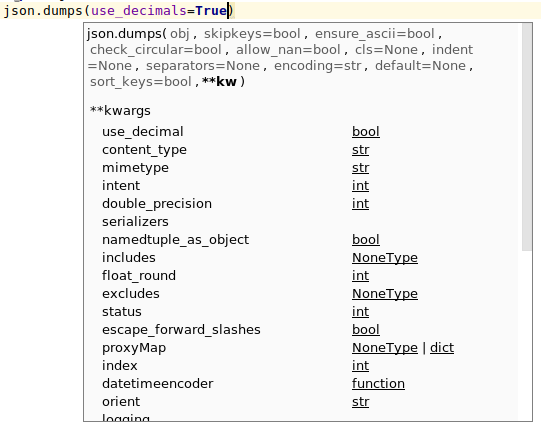 json.dumps(use_decimals=True)
json.dumps( obj , skipkeys=bool , ensure_ascii=bool ,
check_circular=bool , allow_nan=bool , cls=None , indent
=None , separators=None , encoding=str , default=None ,
sort_keys=bool , **kw )
**kwargs
use_decimal bool
content_type str
mimetype str
intent int
double_precision int
serializers
namedtuple_as_object bool
includes NoneType
float_round int
excludes NoneType
status int
escape_forward_slashes bool
proxyMap NoneType | dict
index int
datetimeencoder function
orient str
logging